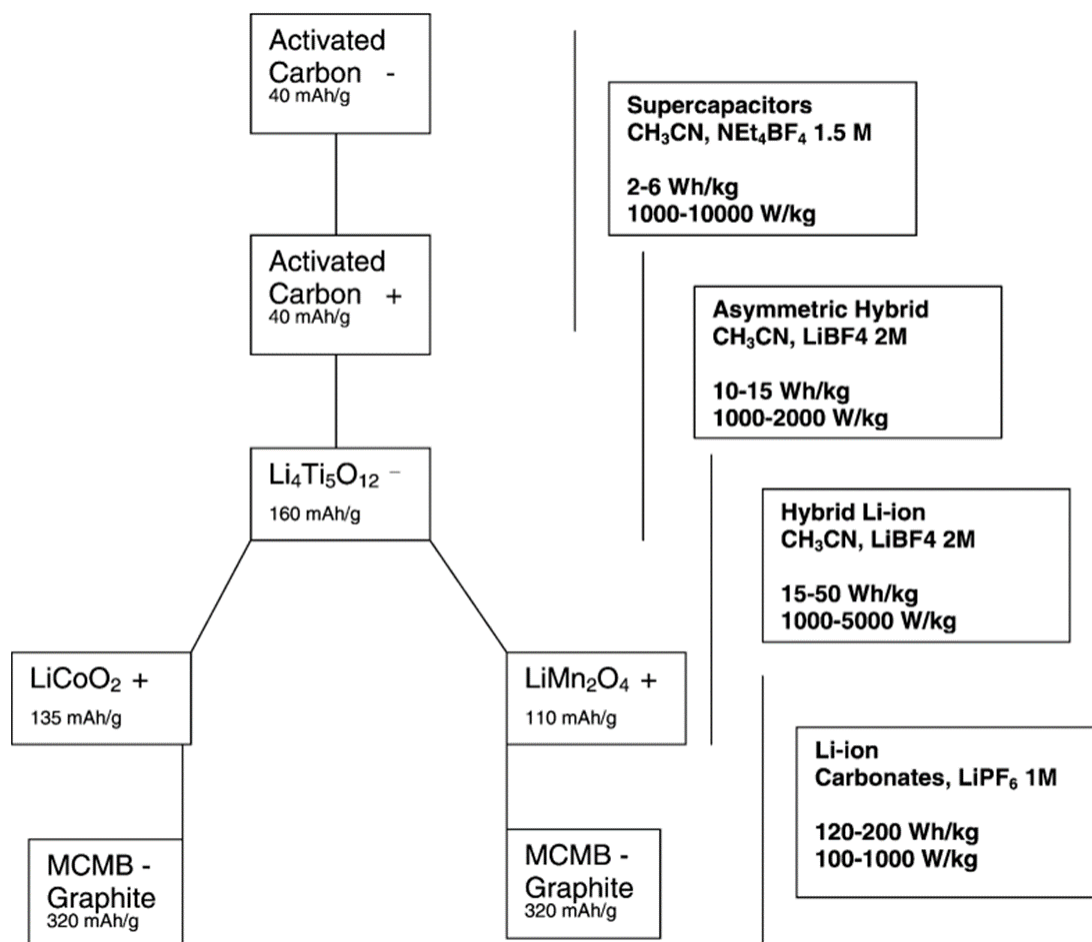 Activated
Carbon -
40 mAh/g
Supercapacitors
CH₃CN, NEt₄BF₄ 1.5 M
2-6 Wh/kg
1000-10000 W/kg
Activated
Carbon +
40 mAh/g
Asymmetric Hybrid
CH₃CN, LiBF4 2M
10-15 Wh/kg
1000-2000 W/kg
Li₄Ti₅O₁₂ –
160 mAh/g
Hybrid Li-ion
CH₃CN, LiBF4 2M
15-50 Wh/kg
1000-5000 W/kg
LiCoO₂ +
135 mAh/g
LiMn₂O₄ +
110 mAh/g
Li-ion
Carbonates, LiPF₆ 1M
120-200 Wh/kg
100-1000 W/kg
MCMB -
Graphite
320 mAh/g
MCMB -
Graphite
320 mAh/g